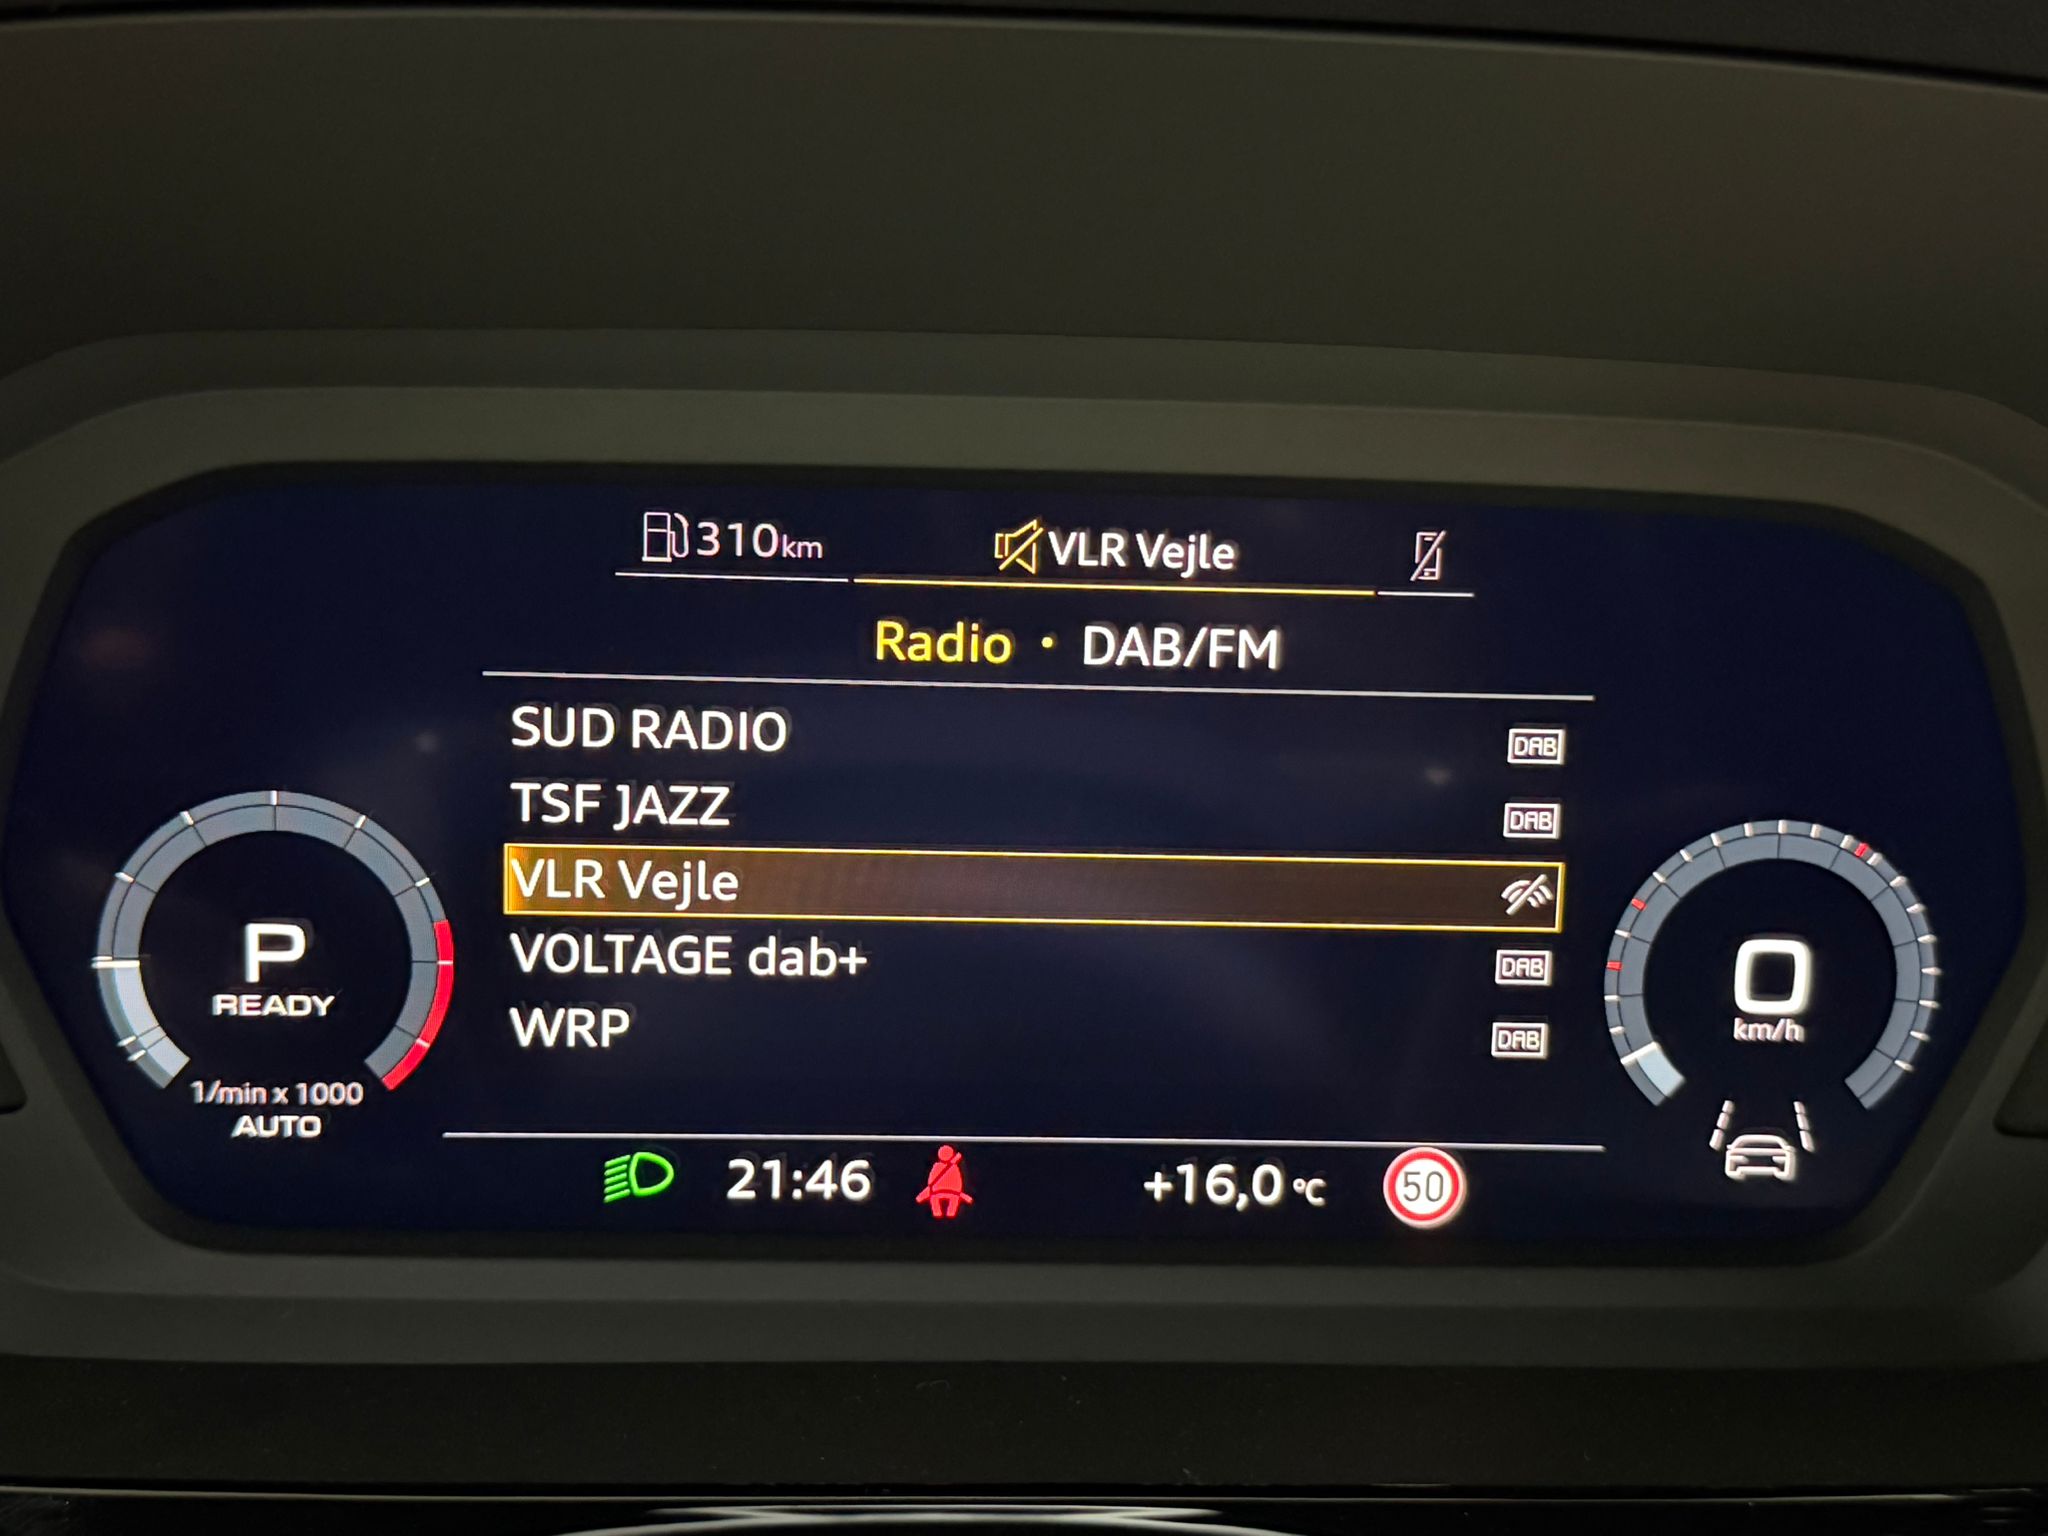 310km
VLR Vejle
Radio • DAB/FM
SUD RADIO DAB
TSF JAZZ DAB
VLR Vejle
VOLTAGE dab+ DAB
WRP DAB
P
READY
1/min x 1000
AUTO
0
km/h
21:46 +16,0 °C 50